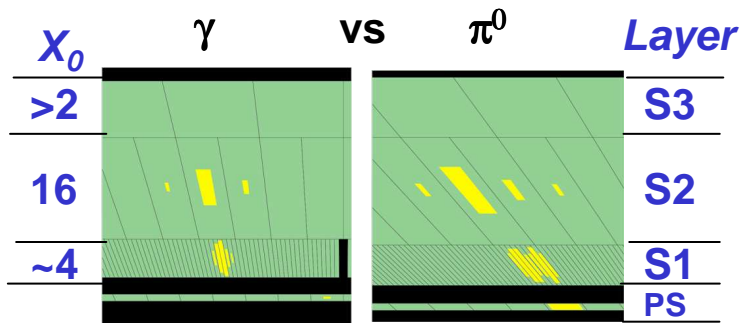 γ vs π⁰
X₀ Layer
>2 S3
16 S2
~4 S1
PS